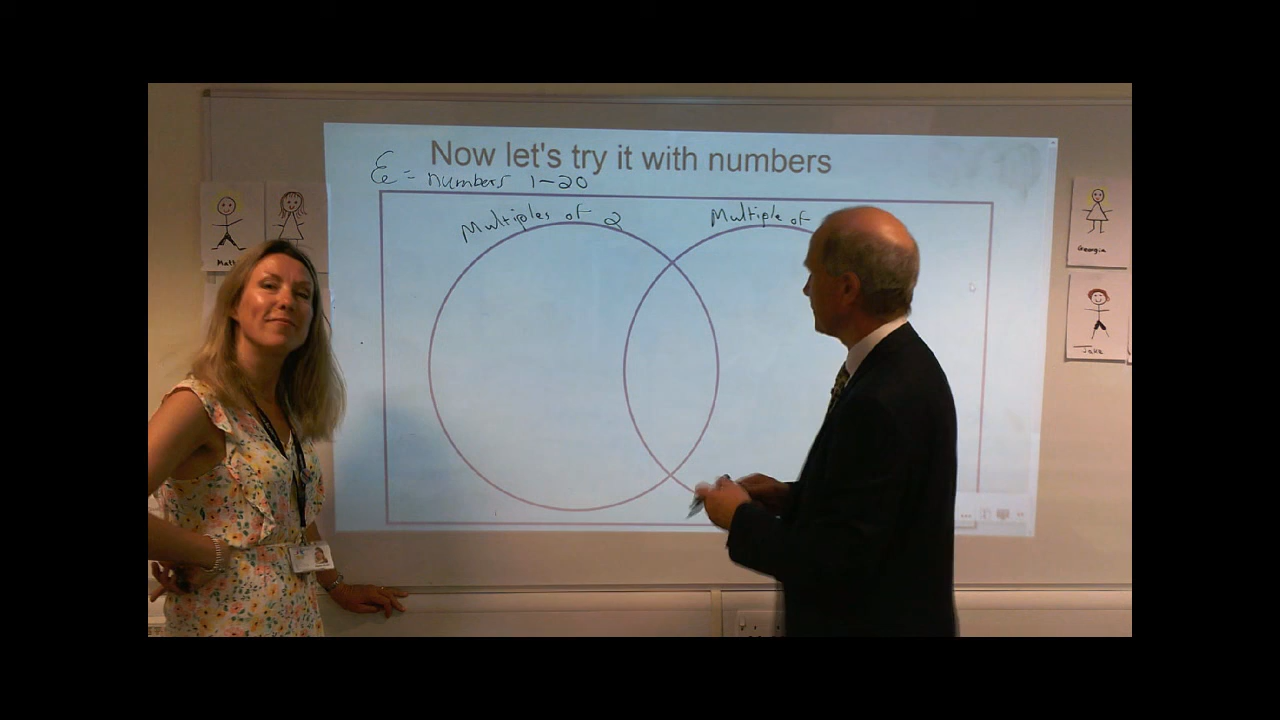 Now let's try it with numbers
ℰ = numbers 1-20
Multiples of 2
Multiple of
Georgia
Jake